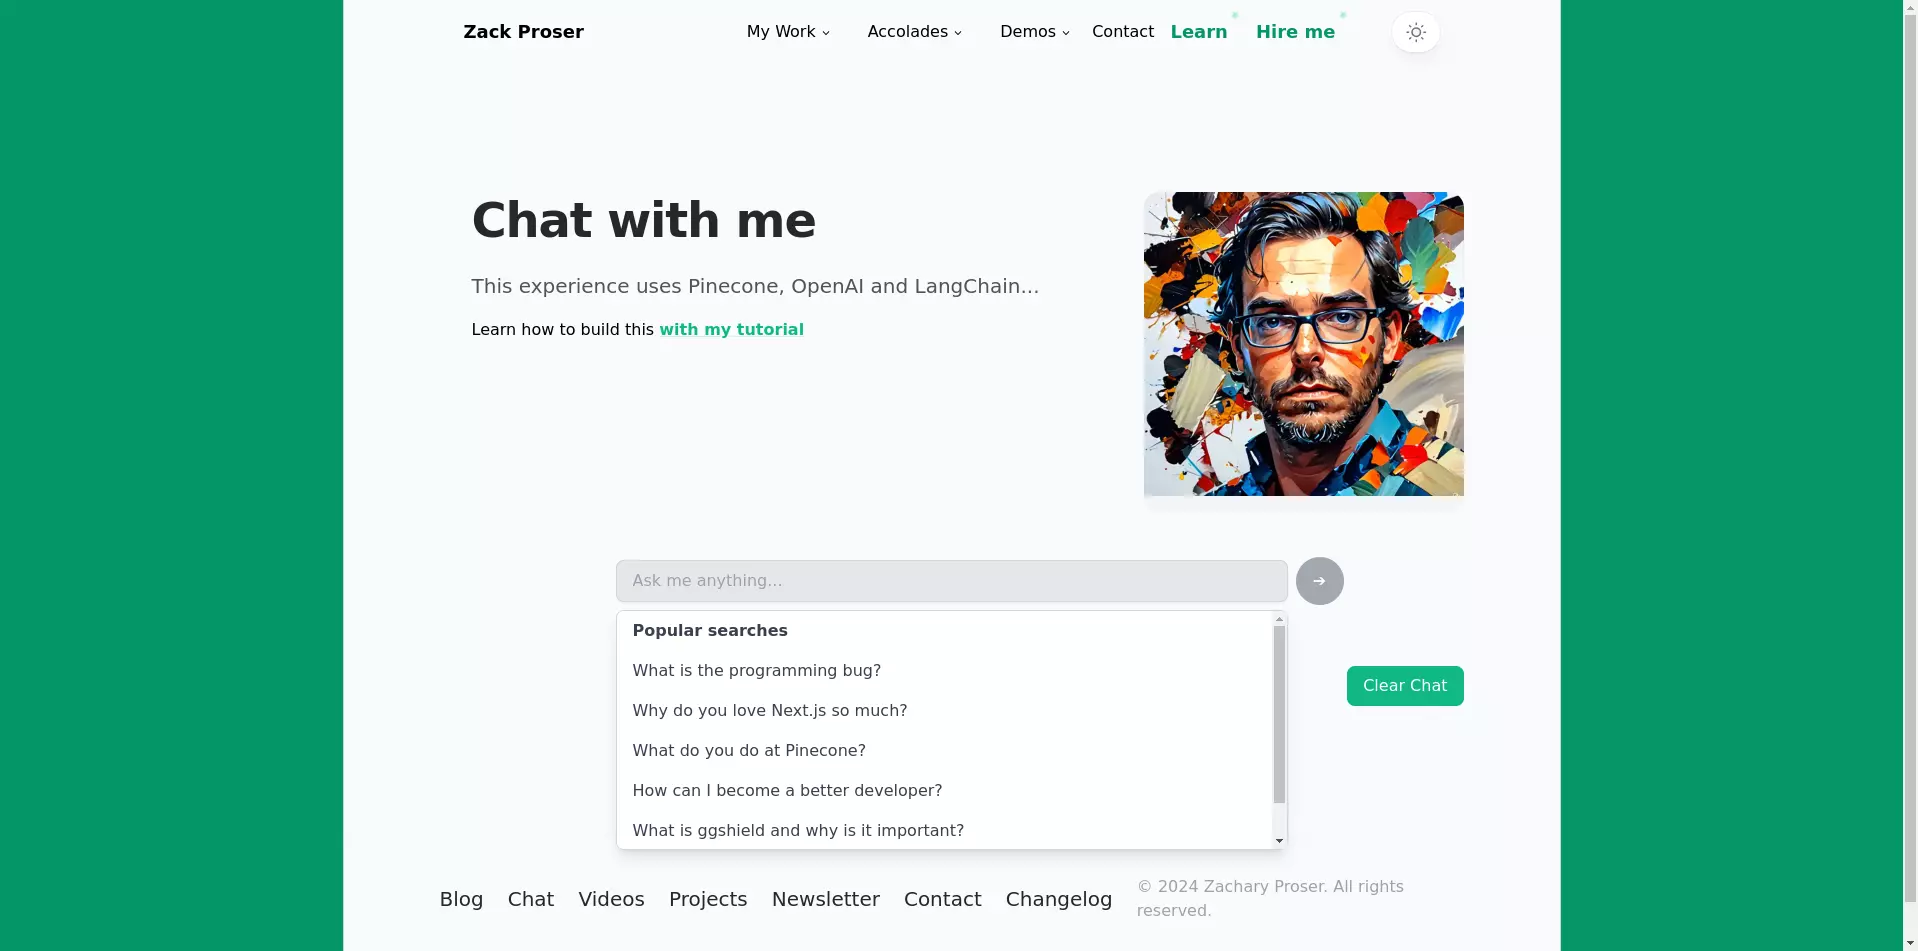 Zack Proser
My Work
Accolades
Demos
Contact
Learn
Hire me
Chat with me
This experience uses Pinecone, OpenAI and LangChain...
Learn how to build this with my tutorial
Ask me anything...
Popular searches
What is the programming bug?
Why do you love Next.js so much?
What do you do at Pinecone?
How can I become a better developer?
What is ggshield and why is it important?
Clear Chat
Blog
Chat
Videos
Projects
Newsletter
Contact
Changelog
© 2024 Zachary Proser. All rights
reserved.